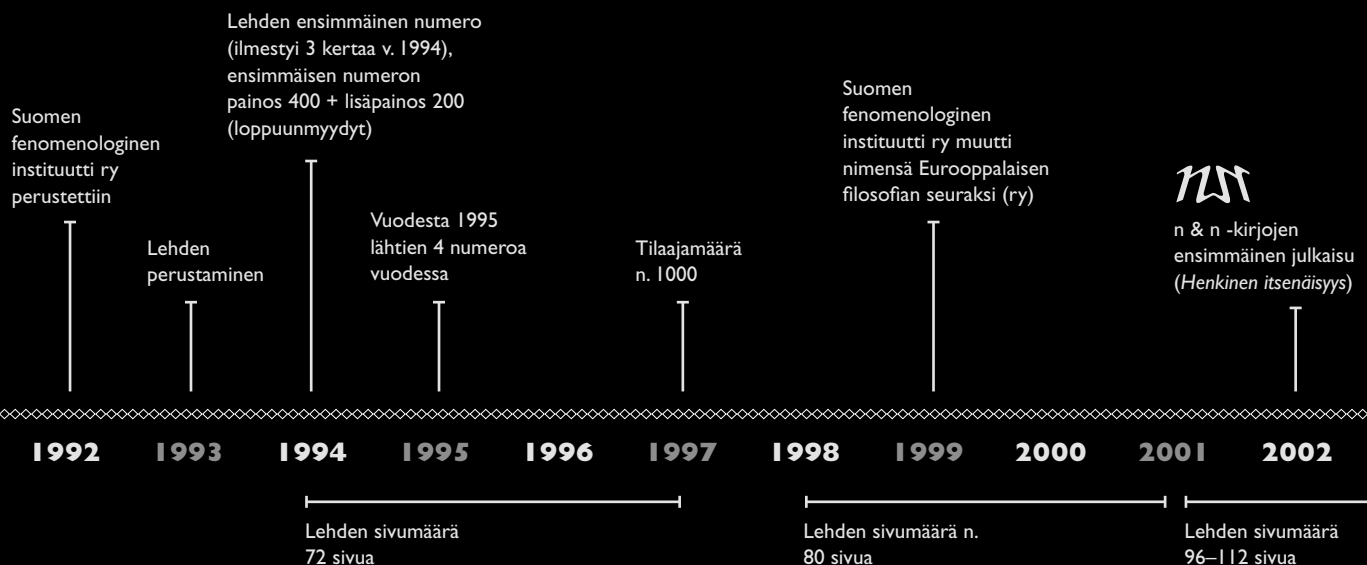 Suomen
fenomenologinen
instituutti ry
perustettiin
Lehden
perustaminen
Lehden ensimmäinen numero
(ilmestyi 3 kertaa v. 1994),
ensimmäisen numeron
painos 400 + lisäpainos 200
(loppuunmyydyt)
Vuodesta 1995
lähtien 4 numeroa
vuodessa
Tilaajamäärä
n. 1000
Suomen
fenomenologinen
instituutti ry muutti
nimensä Eurooppalaisen
filosofian seuraksi (ry)
nn
n & n -kirjojen
ensimmäinen julkaisu
(Henkinen itsenäisyys)
1992 1993 1994 1995 1996 1997 1998 1999 2000 2001 2002
Lehden sivumäärä
72 sivua
Lehden sivumäärä n.
80 sivua
Lehden sivumäärä
96–112 sivua